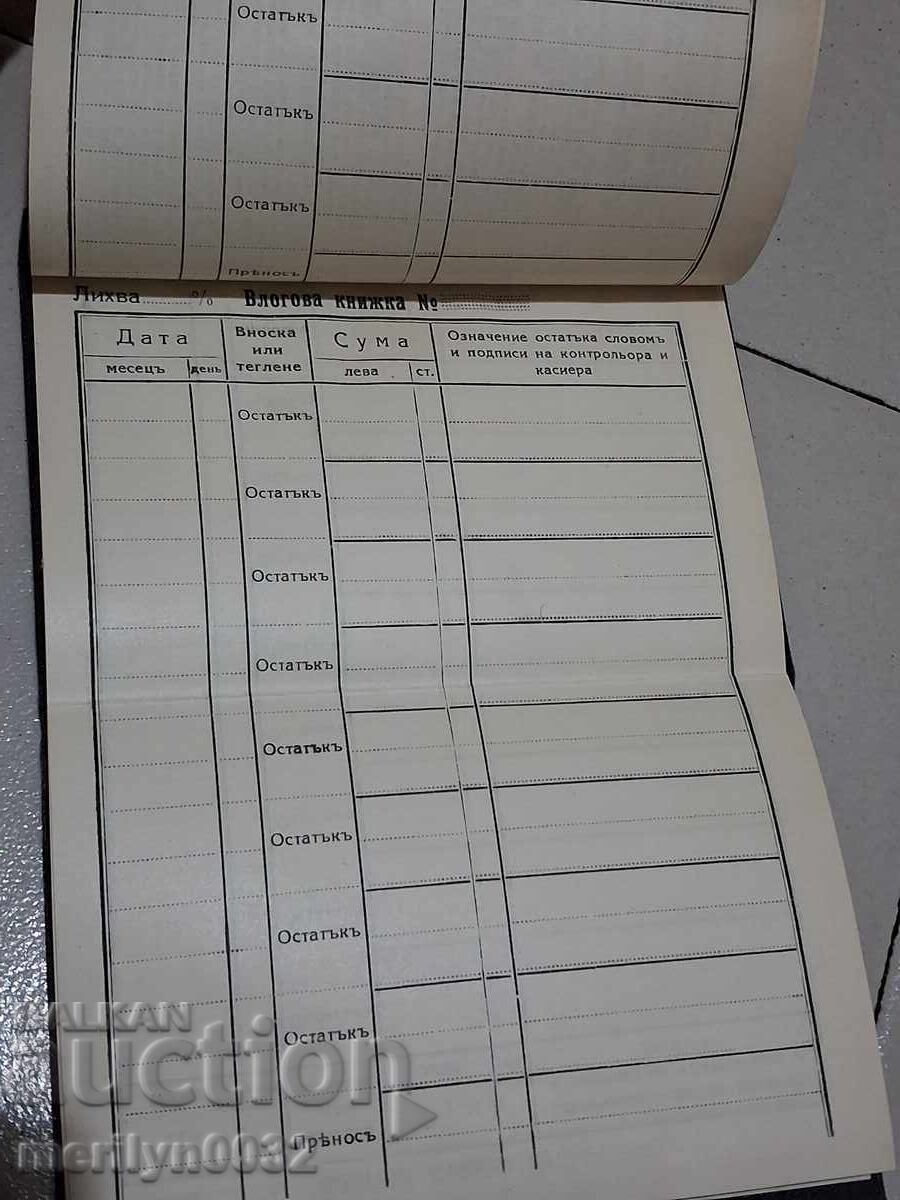 Остатъкъ
Остатъкъ
Остатъкъ
Прѣносъ
Лихва ........% Влогова книжка №
Дата
месецъ день
Вноска
или
теглене
Сума
лева ст.
Означение остатъка словомъ
и подписи на контрольора и
касиера
Остатъкъ
Остатъкъ
Остатъкъ
Остатъкъ
Остатъкъ
Остатъкъ
Остатъкъ
Остатъкъ
Прѣносъ
BALKAN
auction
merilyn0032